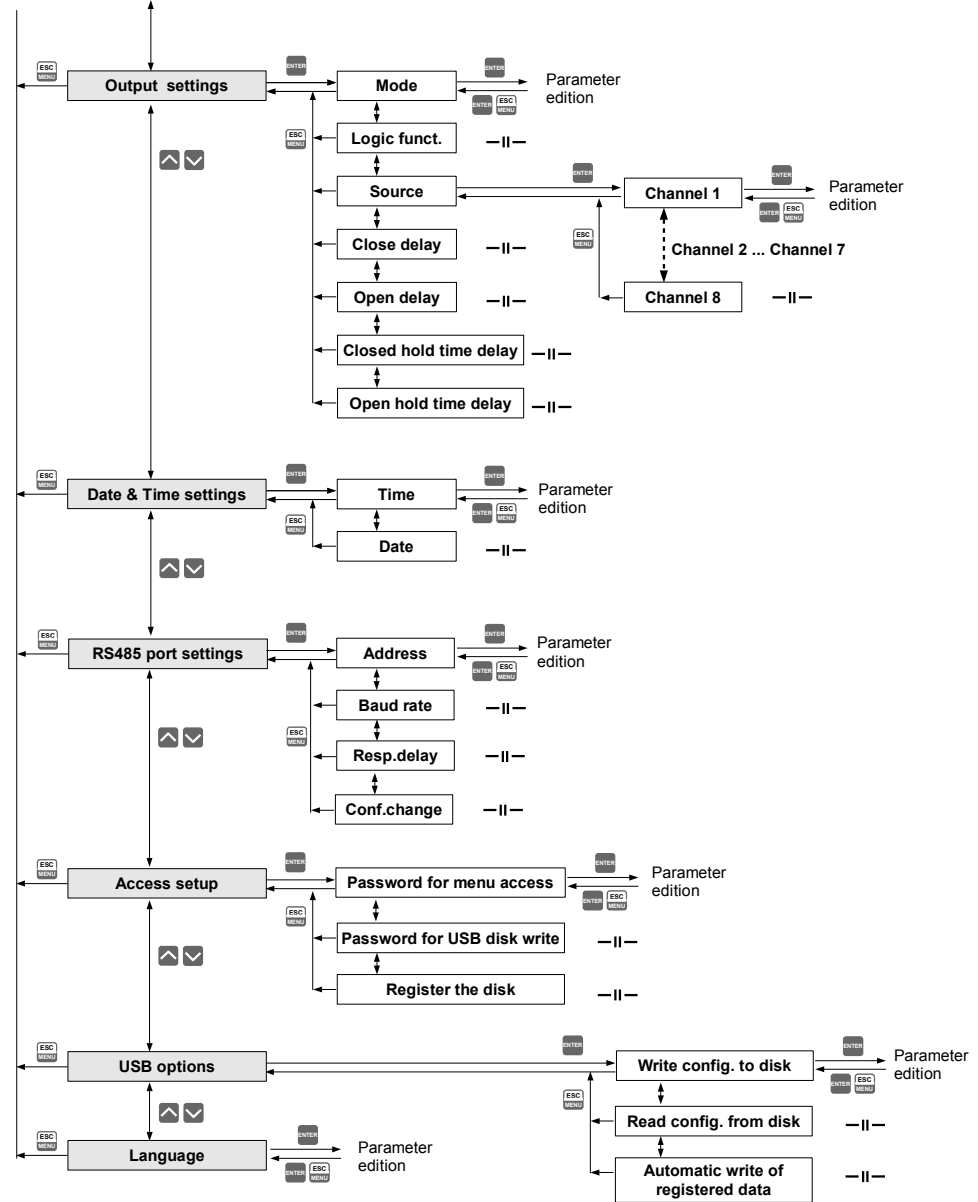 ESC
MENU
Output settings
ENTER
Mode
ENTER
ENTER
ESC
MENU
Parameter
edition
ESC
MENU
Logic funct.
—II—
Source
ENTER
Channel 1
ENTER
ENTER
ESC
MENU
Parameter
edition
Close delay
—II—
ESC
MENU
Channel 2 ... Channel 7
Open delay
—II—
Channel 8
—II—
Closed hold time delay
—II—
Open hold time delay
—II—
ESC
MENU
Date & Time settings
ENTER
Time
ENTER
ENTER
ESC
MENU
Parameter
edition
ESC
MENU
Date
—II—
ESC
MENU
RS485 port settings
ENTER
Address
ENTER
ENTER
ESC
MENU
Parameter
edition
Baud rate
—II—
ESC
MENU
Resp.delay
—II—
Conf.change
—II—
ESC
MENU
Access setup
ENTER
Password for menu access
ENTER
ENTER
ESC
MENU
Parameter
edition
ESC
MENU
Password for USB disk write
—II—
Register the disk
—II—
ESC
MENU
USB options
ENTER
Write config. to disk
ENTER
ENTER
ESC
MENU
Parameter
edition
ESC
MENU
Read config. from disk
—II—
ESC
MENU
Language
ENTER
ENTER
ESC
MENU
Parameter
edition
Automatic write of
registered data
—II—